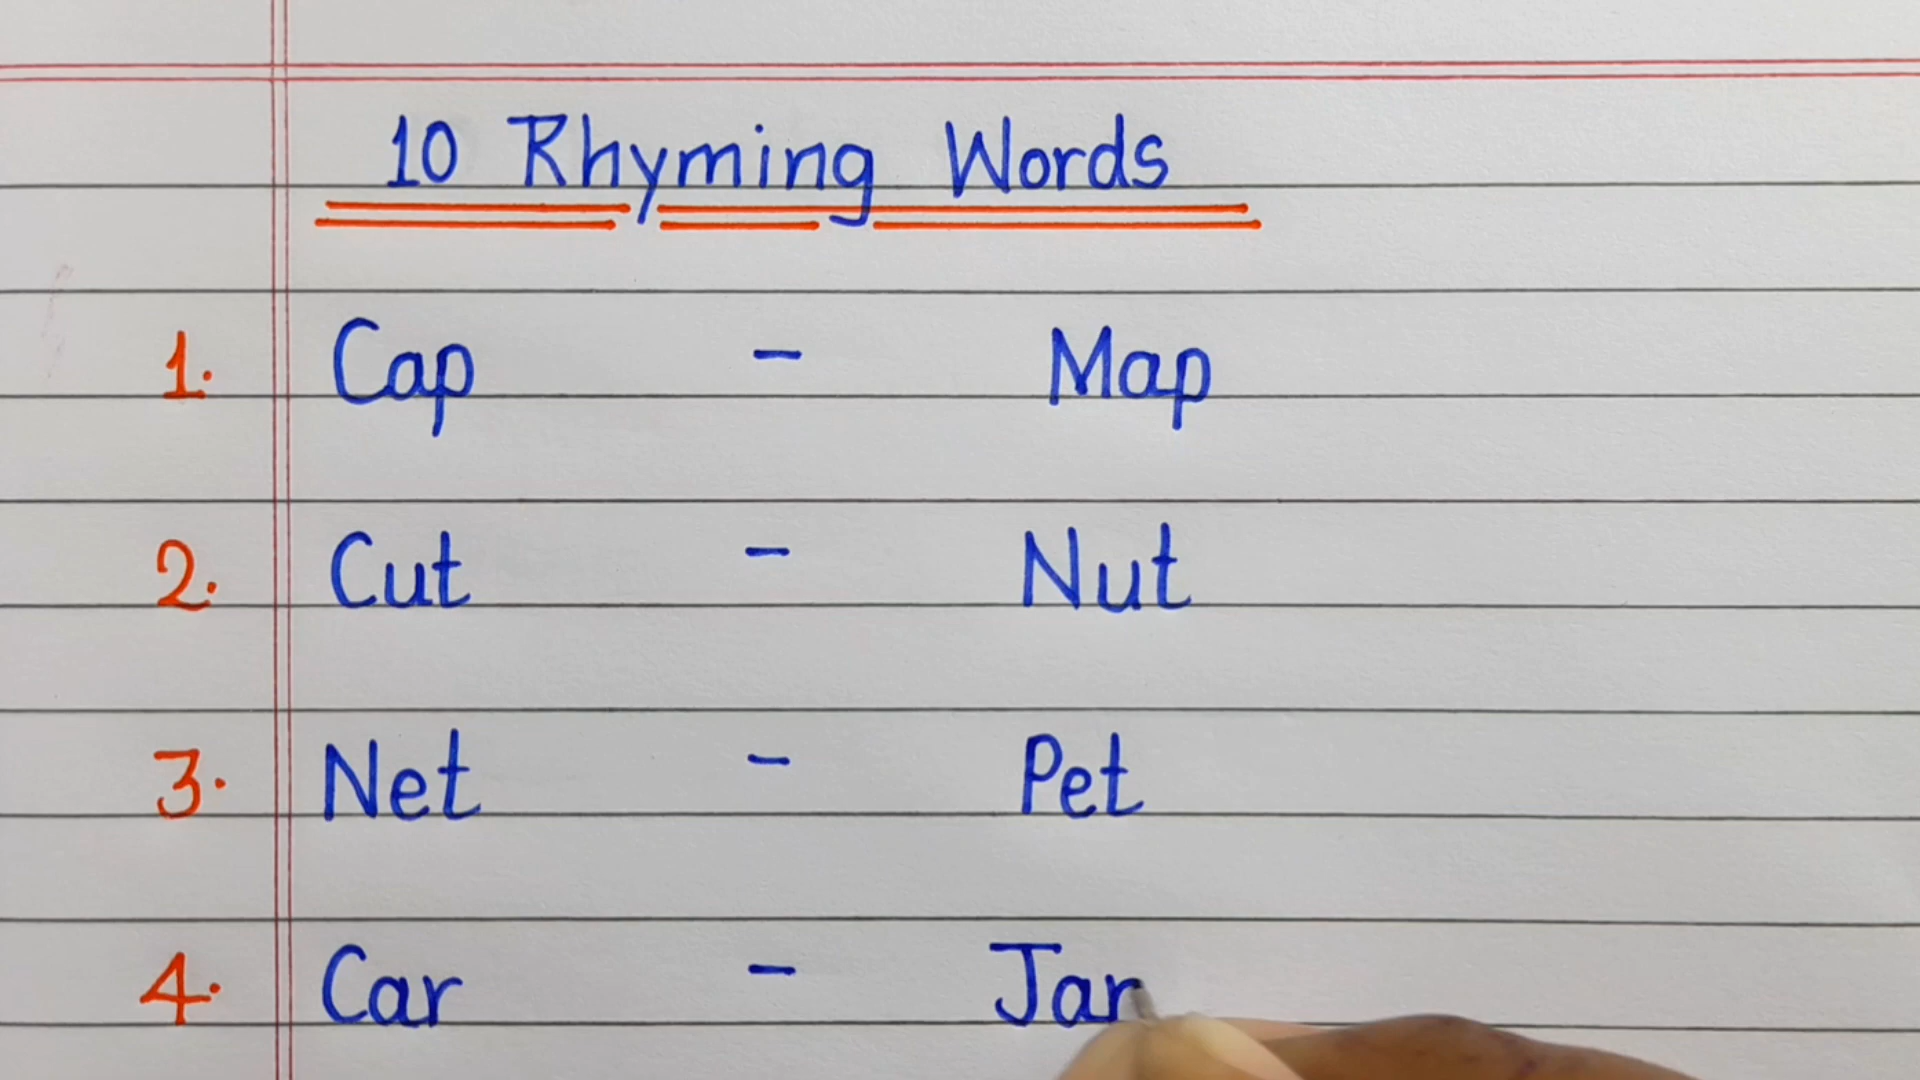 10 Rhyming Words
1. Cap - Map
2. Cut - Nut
3. Net - Pet
4. Car - Jar